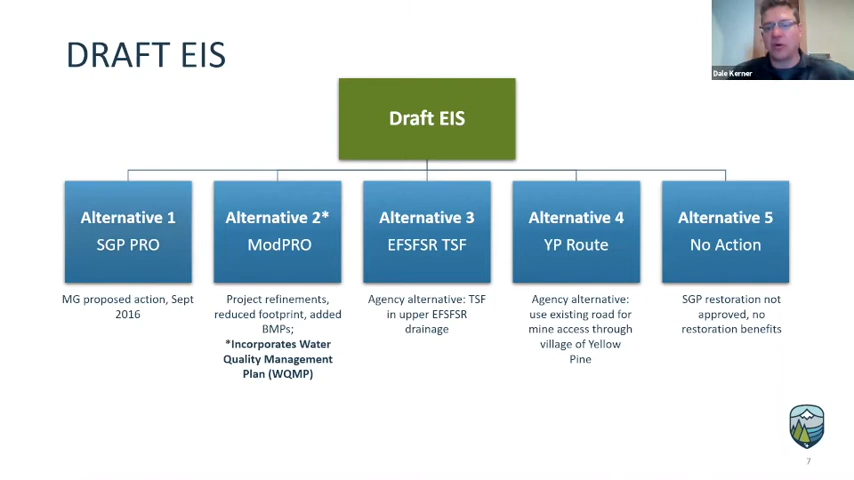 DRAFT EIS
Dale Kerner
Draft EIS
Alternative 1
SGP PRO
Alternative 2*
ModPRO
Alternative 3
EFSFSR TSF
Alternative 4
YP Route
Alternative 5
No Action
MG proposed action, Sept
2016
Project refinements,
reduced footprint, added
BMPs;
*Incorporates Water
Quality Management
Plan (WQMP)
Agency alternative: TSF
in upper EFSFSR
drainage
Agency alternative:
use existing road for
mine access through
village of Yellow
Pine
SGP restoration not
approved, no
restoration benefits
7